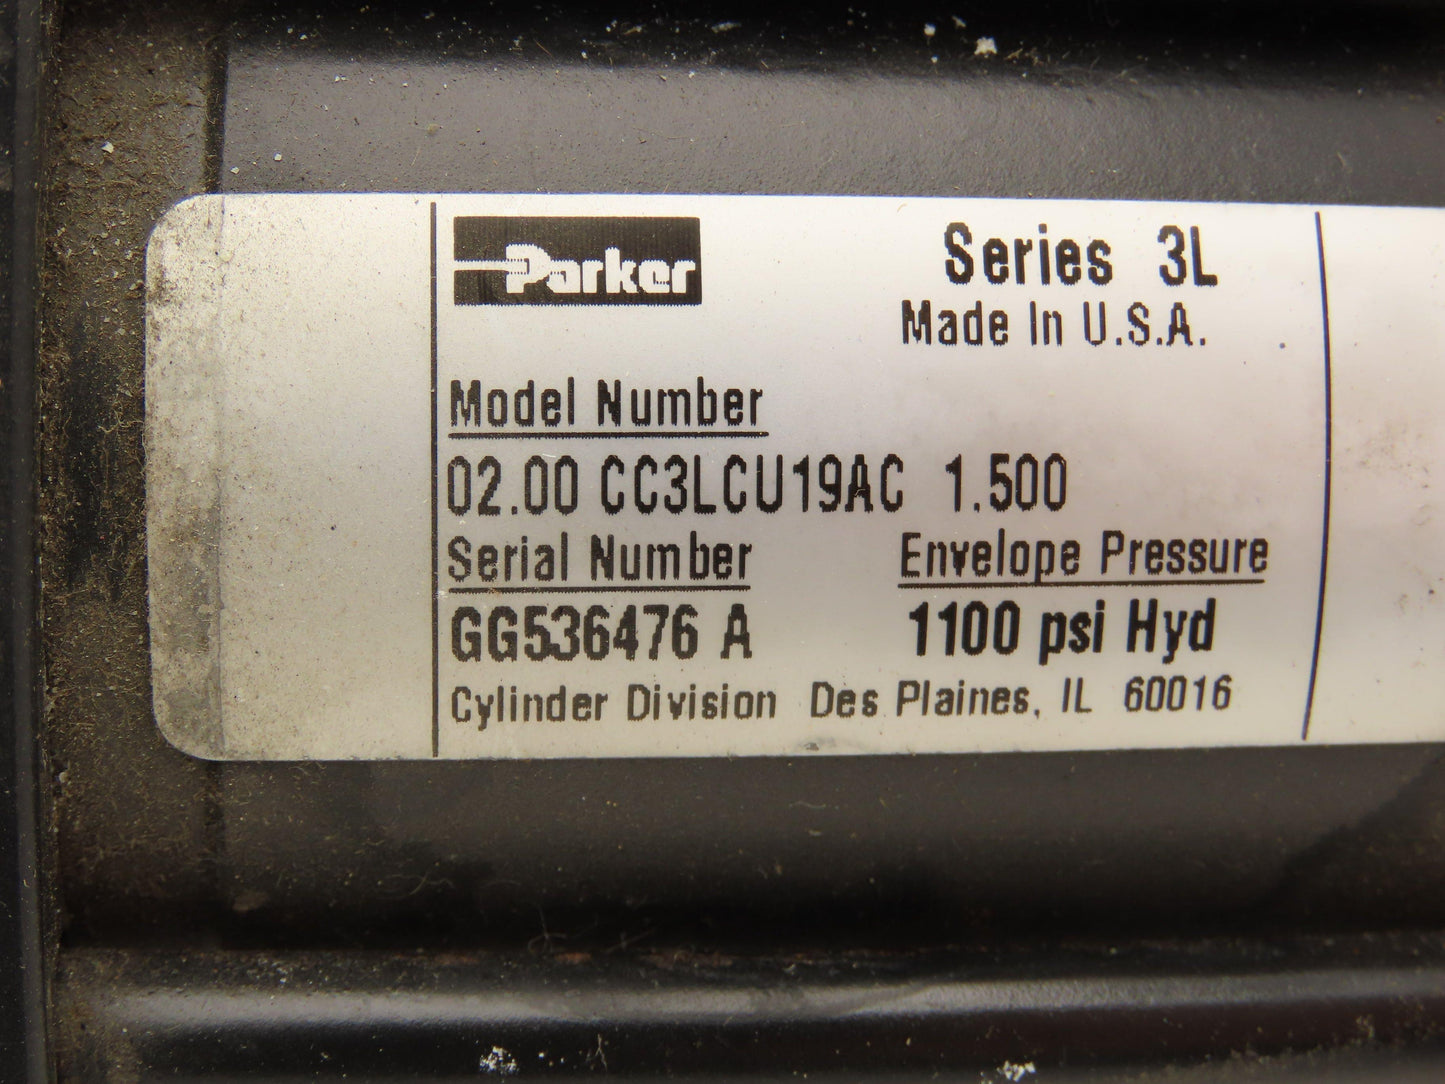 Parker
Series 3L
Made In U.S.A.
Model Number
02.00 CC3LCU19AC 1.500
Serial Number
Envelope Pressure
GG536476 A
1100 psi Hyd
Cylinder Division Des Plaines, IL 60016